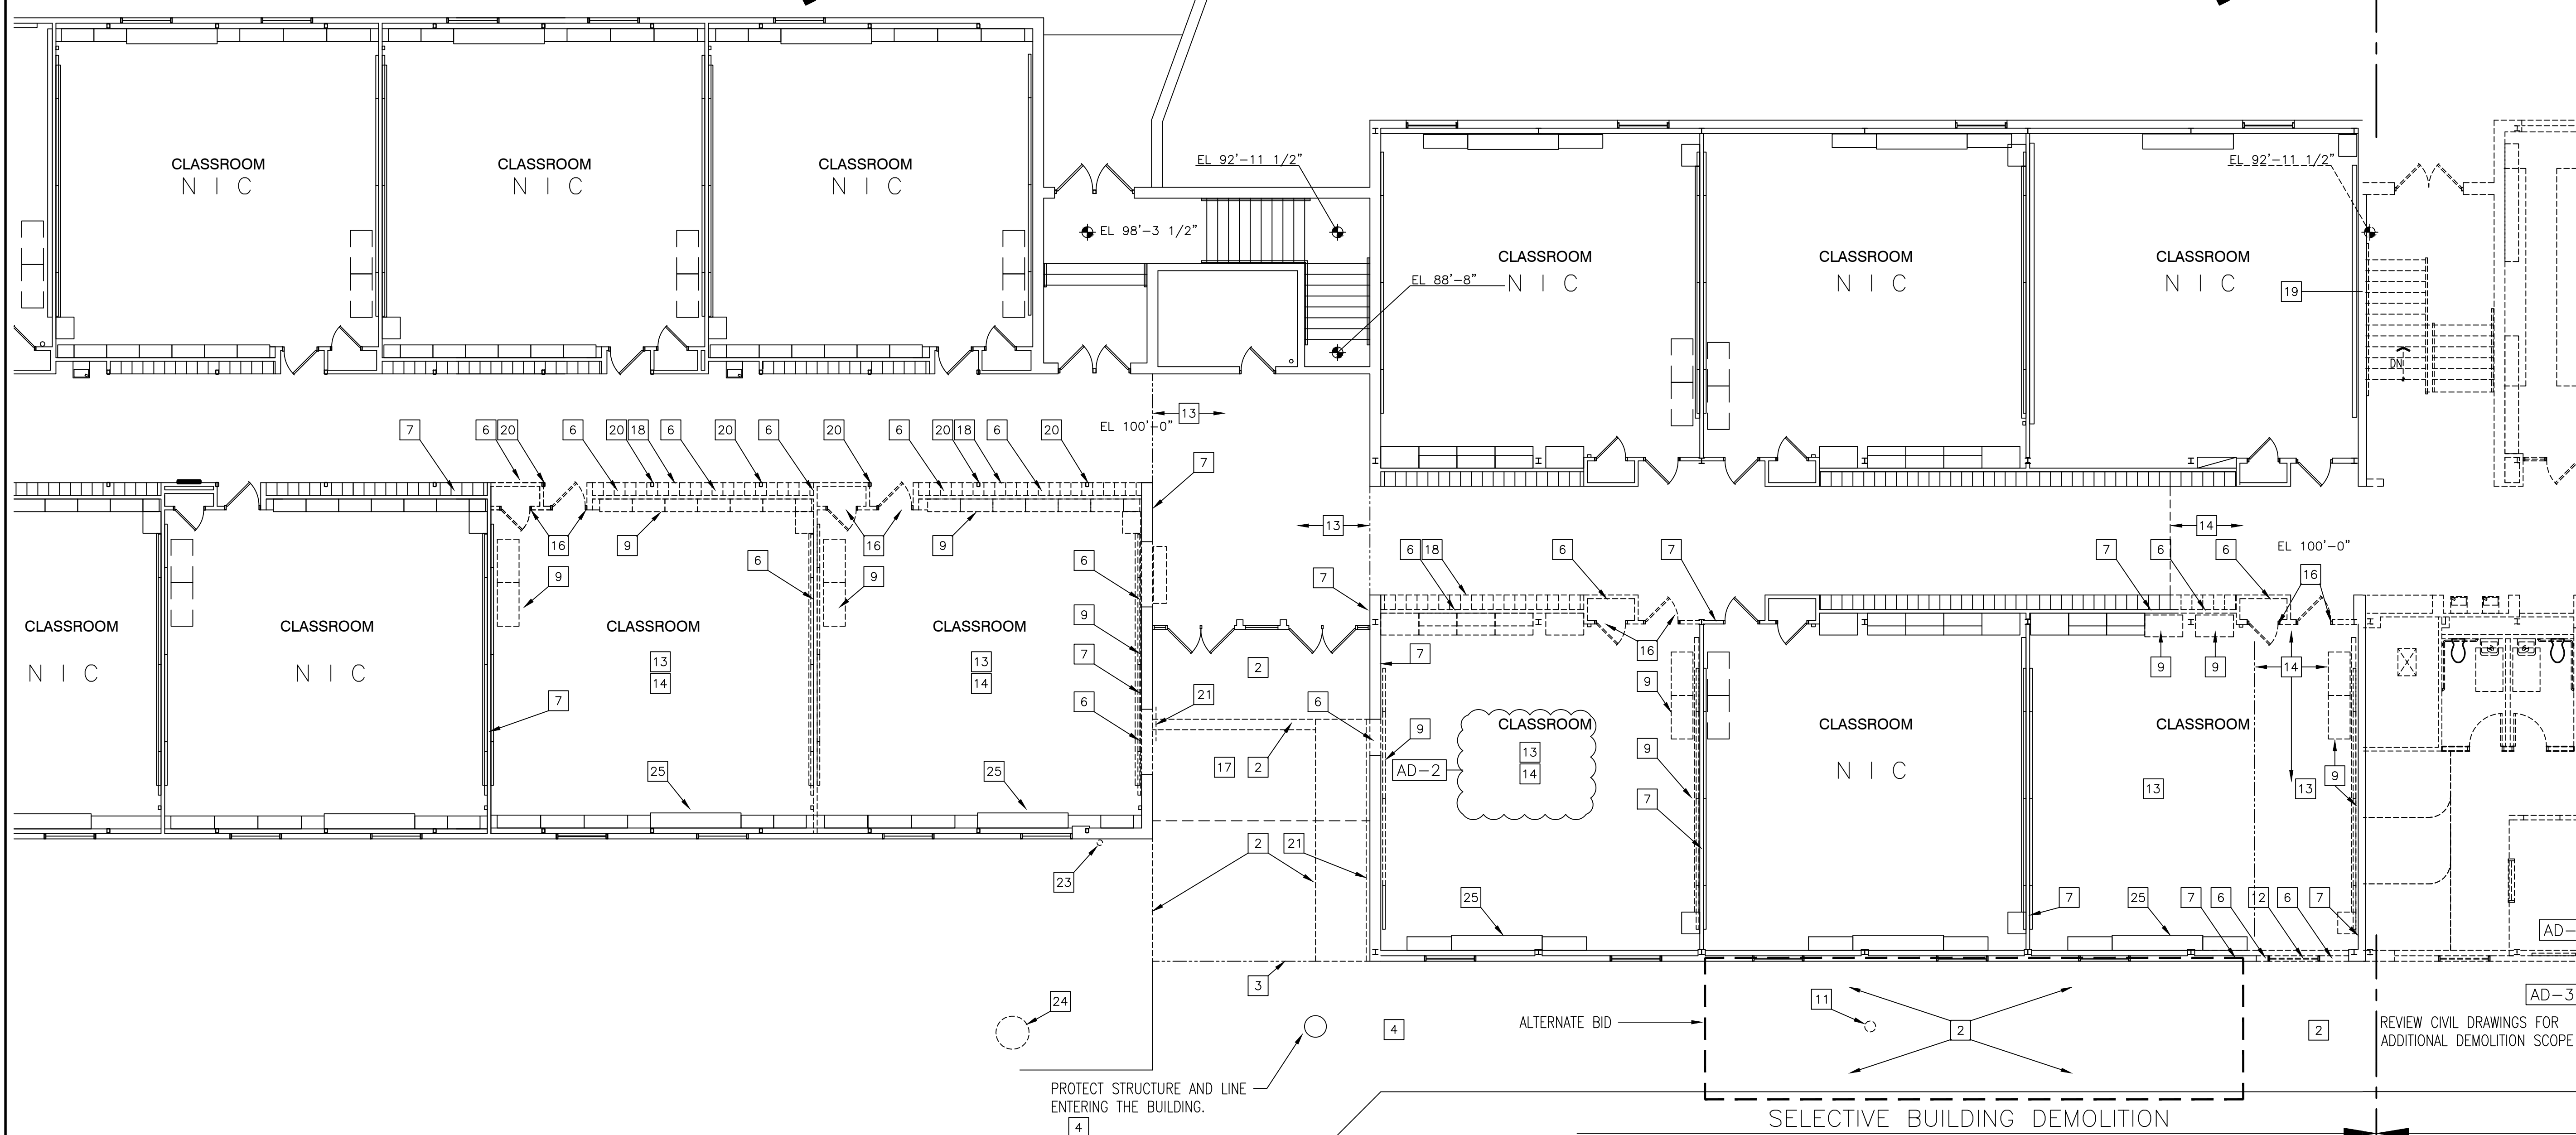 CLASSROOM
N I C
CLASSROOM
N I C
CLASSROOM
N I C
EL 92'-11 1/2"
EL 98'-3 1/2"
EL 88'-8"
CLASSROOM
N I C
CLASSROOM
N I C
CLASSROOM
N I C
EL 92'-11 1/2"
19
DN
13
EL 100'-0"
7
6 20
6
20 18 6
20
6
20
6
20 18 6
20
7
13
14
EL 100'-0"
16
9
16
9
6 18
6
7
7
6
6
16
9
6
9
6
7
CLASSROOM
N I C
CLASSROOM
N I C
CLASSROOM
13
14
CLASSROOM
13
14
9
7
6
7
2
21
6
7
16
9
9
9
14
7
CLASSROOM
13
14
AD-2
9
9
CLASSROOM
N I C
CLASSROOM
13
13
9
25
25
17 2
7
2 21
23
25
7
25
7
6
12
6
7
AD-
3
24
4
ALTERNATE BID
11
2
2
AD-3
REVIEW CIVIL DRAWINGS FOR
ADDITIONAL DEMOLITION SCOPE
PROTECT STRUCTURE AND LINE
ENTERING THE BUILDING.
4
SELECTIVE BUILDING DEMOLITION